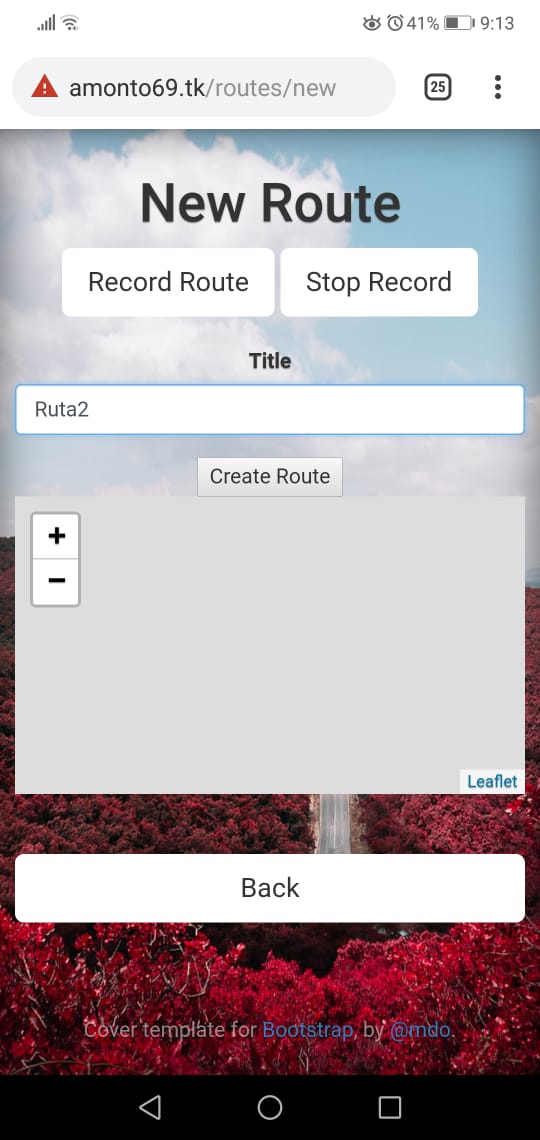 41% 9:13
amonto69.tk/routes/new
25
New Route
Record Route Stop Record
Title
Ruta2
Create Route
+
−
Leaflet
Back
Cover template for Bootstrap, by @mdo.